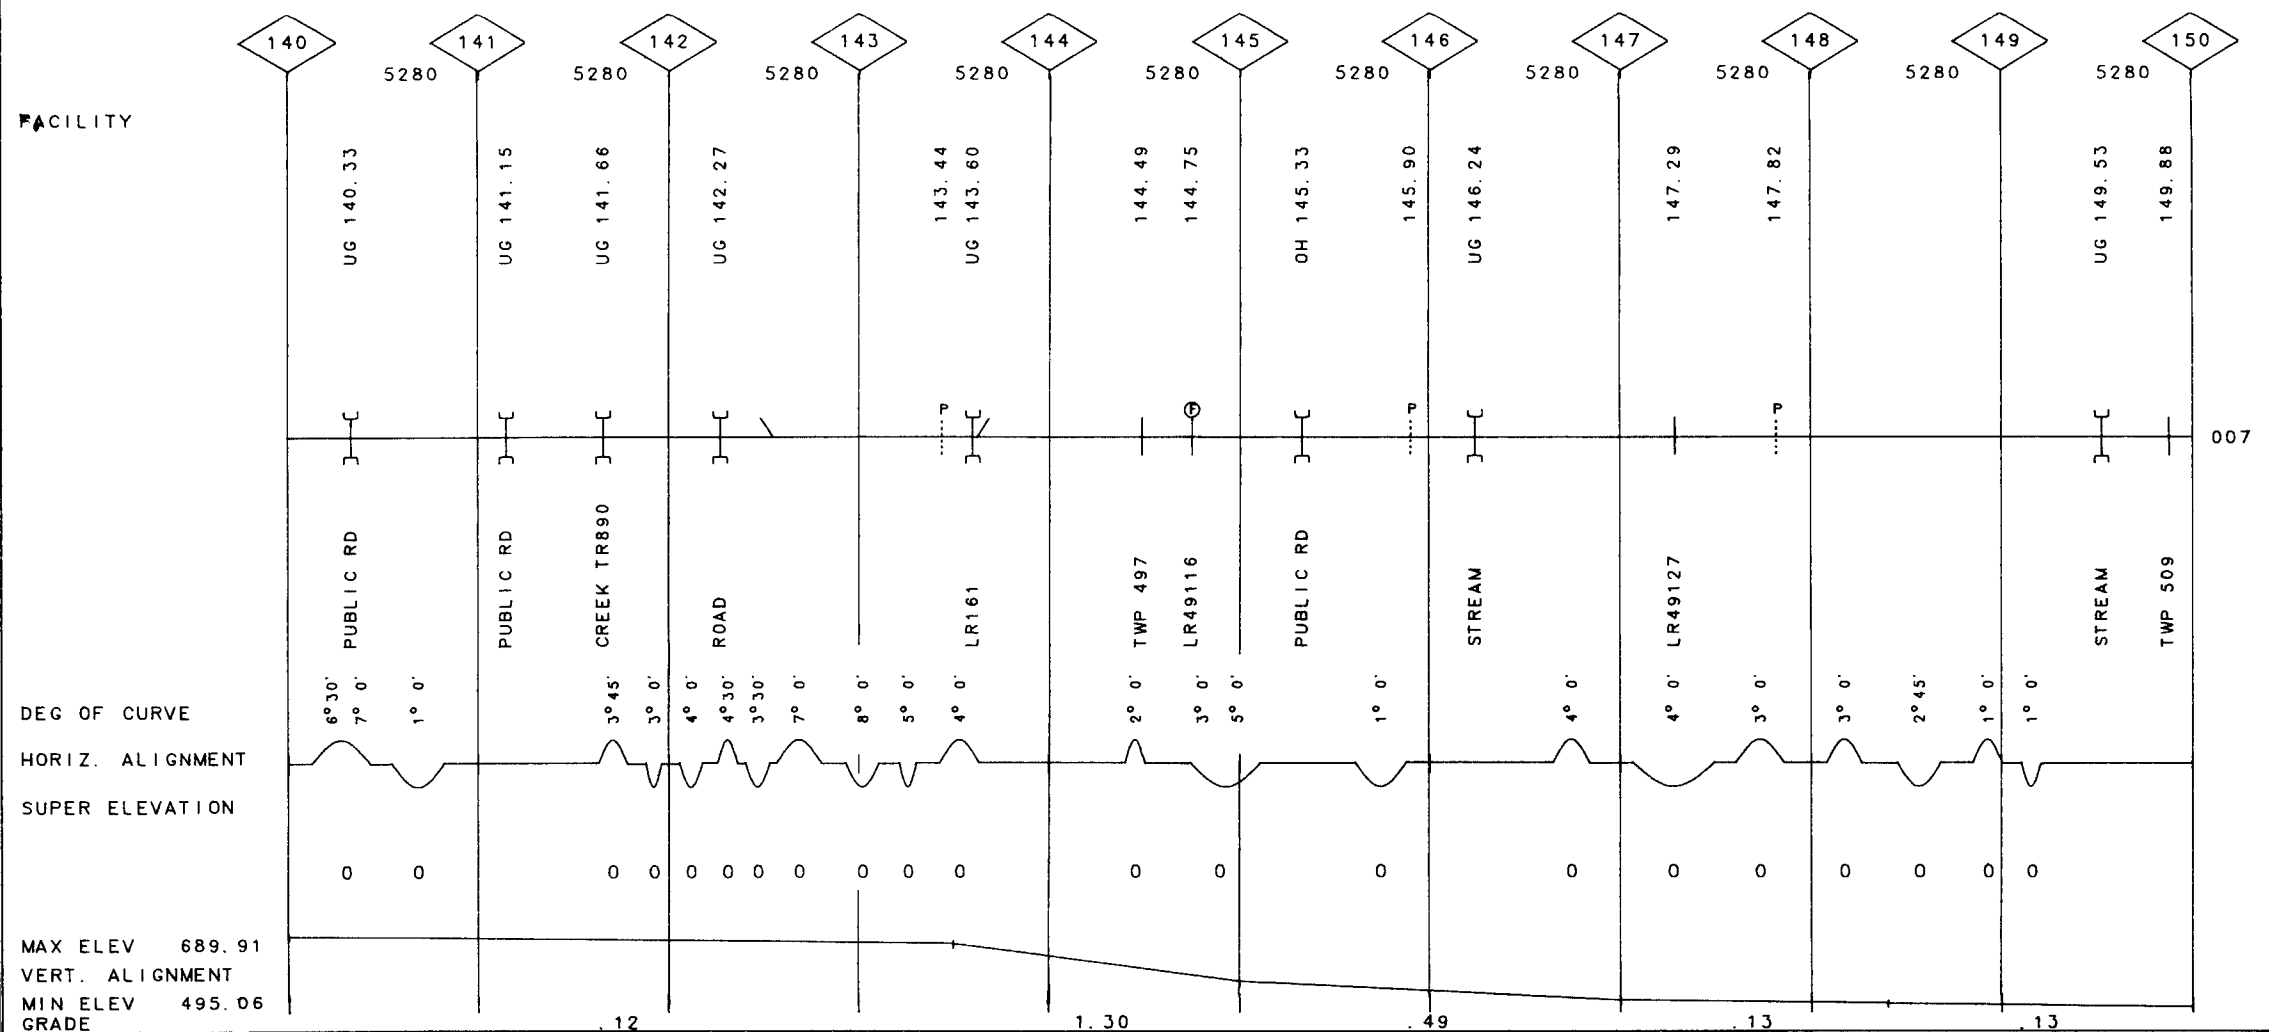 140 141 142 143 144 145 146 147 148 149 150
5280 5280 5280 5280 5280 5280 5280 5280 5280 5280
FACILITY
UG 140.33
UG 141.15
UG 141.66
UG 142.27
143.44
UG 143.60
144.49
144.75
OH 145.33
145.90
UG 146.24
147.29
147.82
UG 149.53
149.88
P F P P
007
PUBLIC RD
PUBLIC RD
CREEK TR890
ROAD
LR161
TWP 497
LR49116
PUBLIC RD
STREAM
LR49127
STREAM
TWP 509
DEG OF CURVE
6°30'
7° 0'
1° 0'
3°45'
3° 0'
4° 0'
4°30'
3°30'
7° 0'
8° 0'
5° 0'
4° 0'
2° 0'
3° 0'
5° 0'
1° 0'
4° 0'
4° 0'
3° 0'
3° 0'
2°45'
1° 0'
1° 0'
HORIZ. ALIGNMENT
SUPER ELEVATION
0 0 0 0 0 0 0 0 0 0 0 0 0 0 0 0 0 0 0 0 0
MAX ELEV 689.91
VERT. ALIGNMENT
MIN ELEV 495.06
GRADE .12 1.30 .49 .13 .13